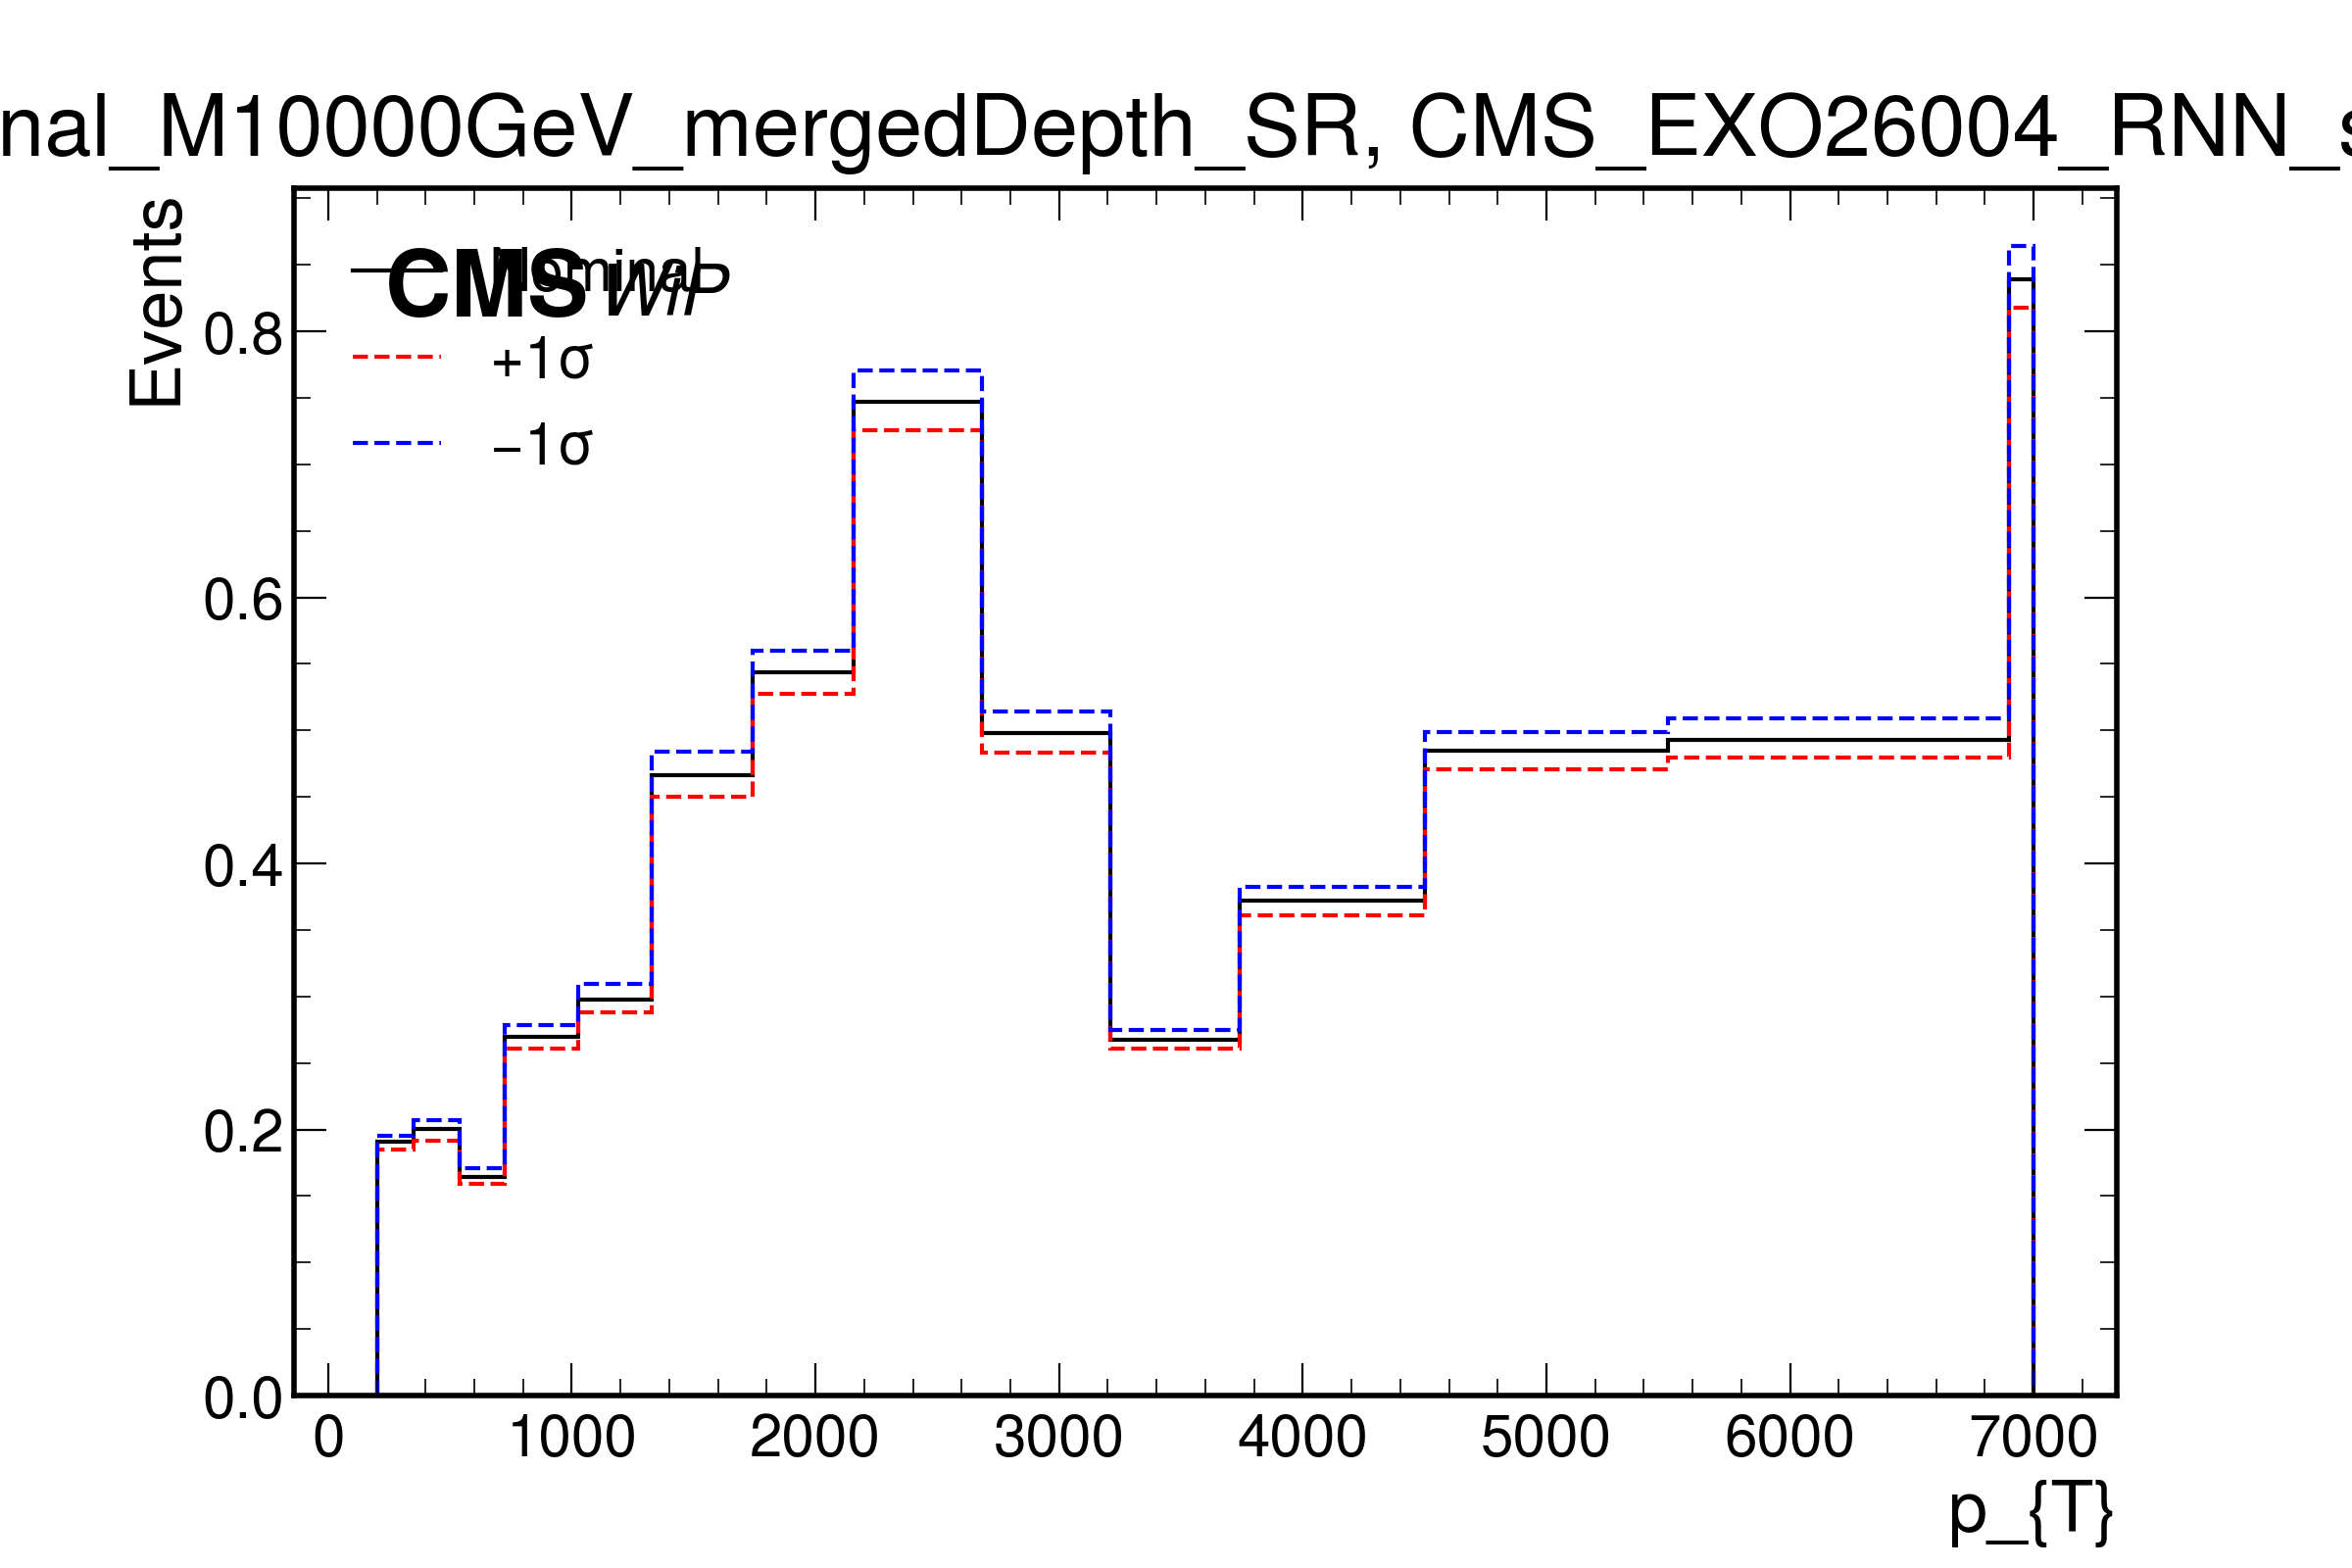 nal_M10000GeV_mergedDepth_SR, CMS_EXO26004_RNN_s
Events
CMS WiP
Nominal
+1σ
−1σ
0.8
0.6
0.4
0.2
0.0
0 1000 2000 3000 4000 5000 6000 7000
p_{T}